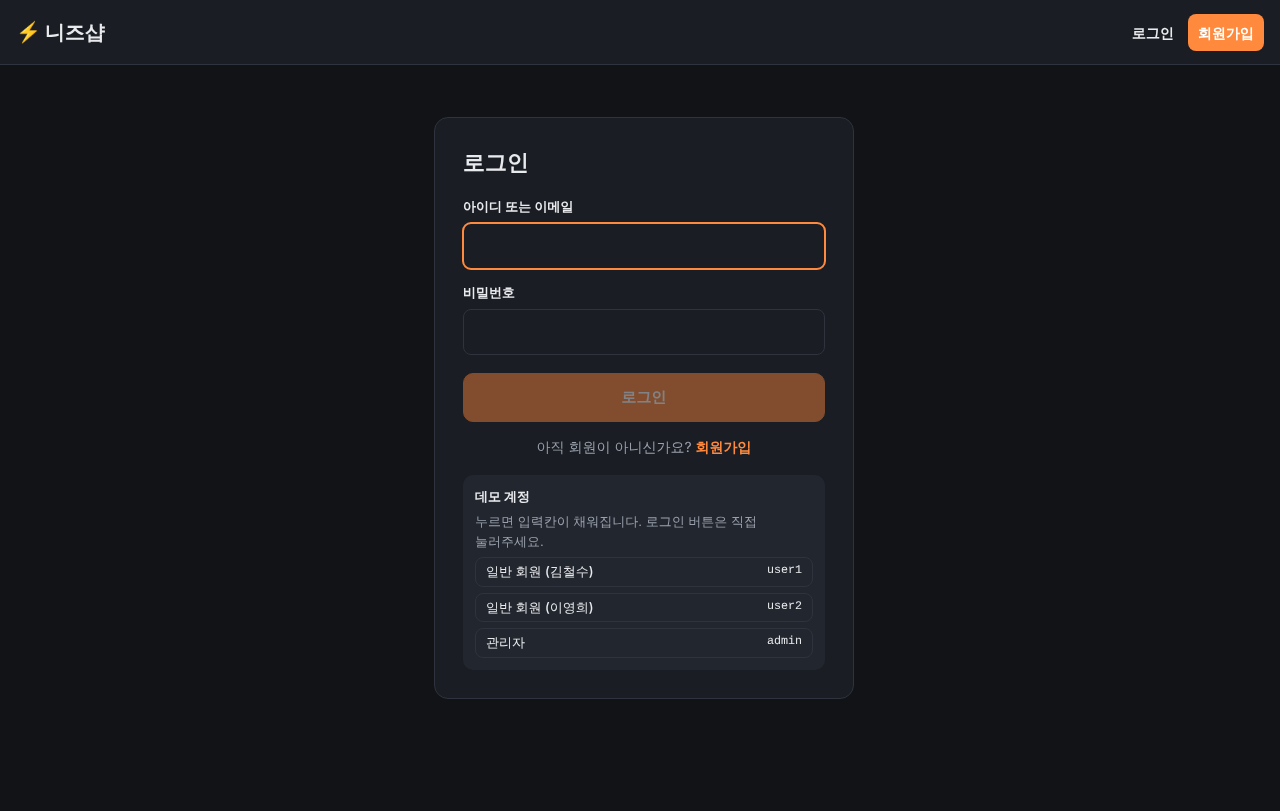 ⚡ 니즈샵
로그인
회원가입
로그인
아이디 또는 이메일
비밀번호
로그인
아직 회원이 아니신가요? 회원가입
데모 계정
누르면 입력칸이 채워집니다. 로그인 버튼은 직접
눌러주세요.
일반 회원 (김철수) user1
일반 회원 (이영희) user2
관리자 admin